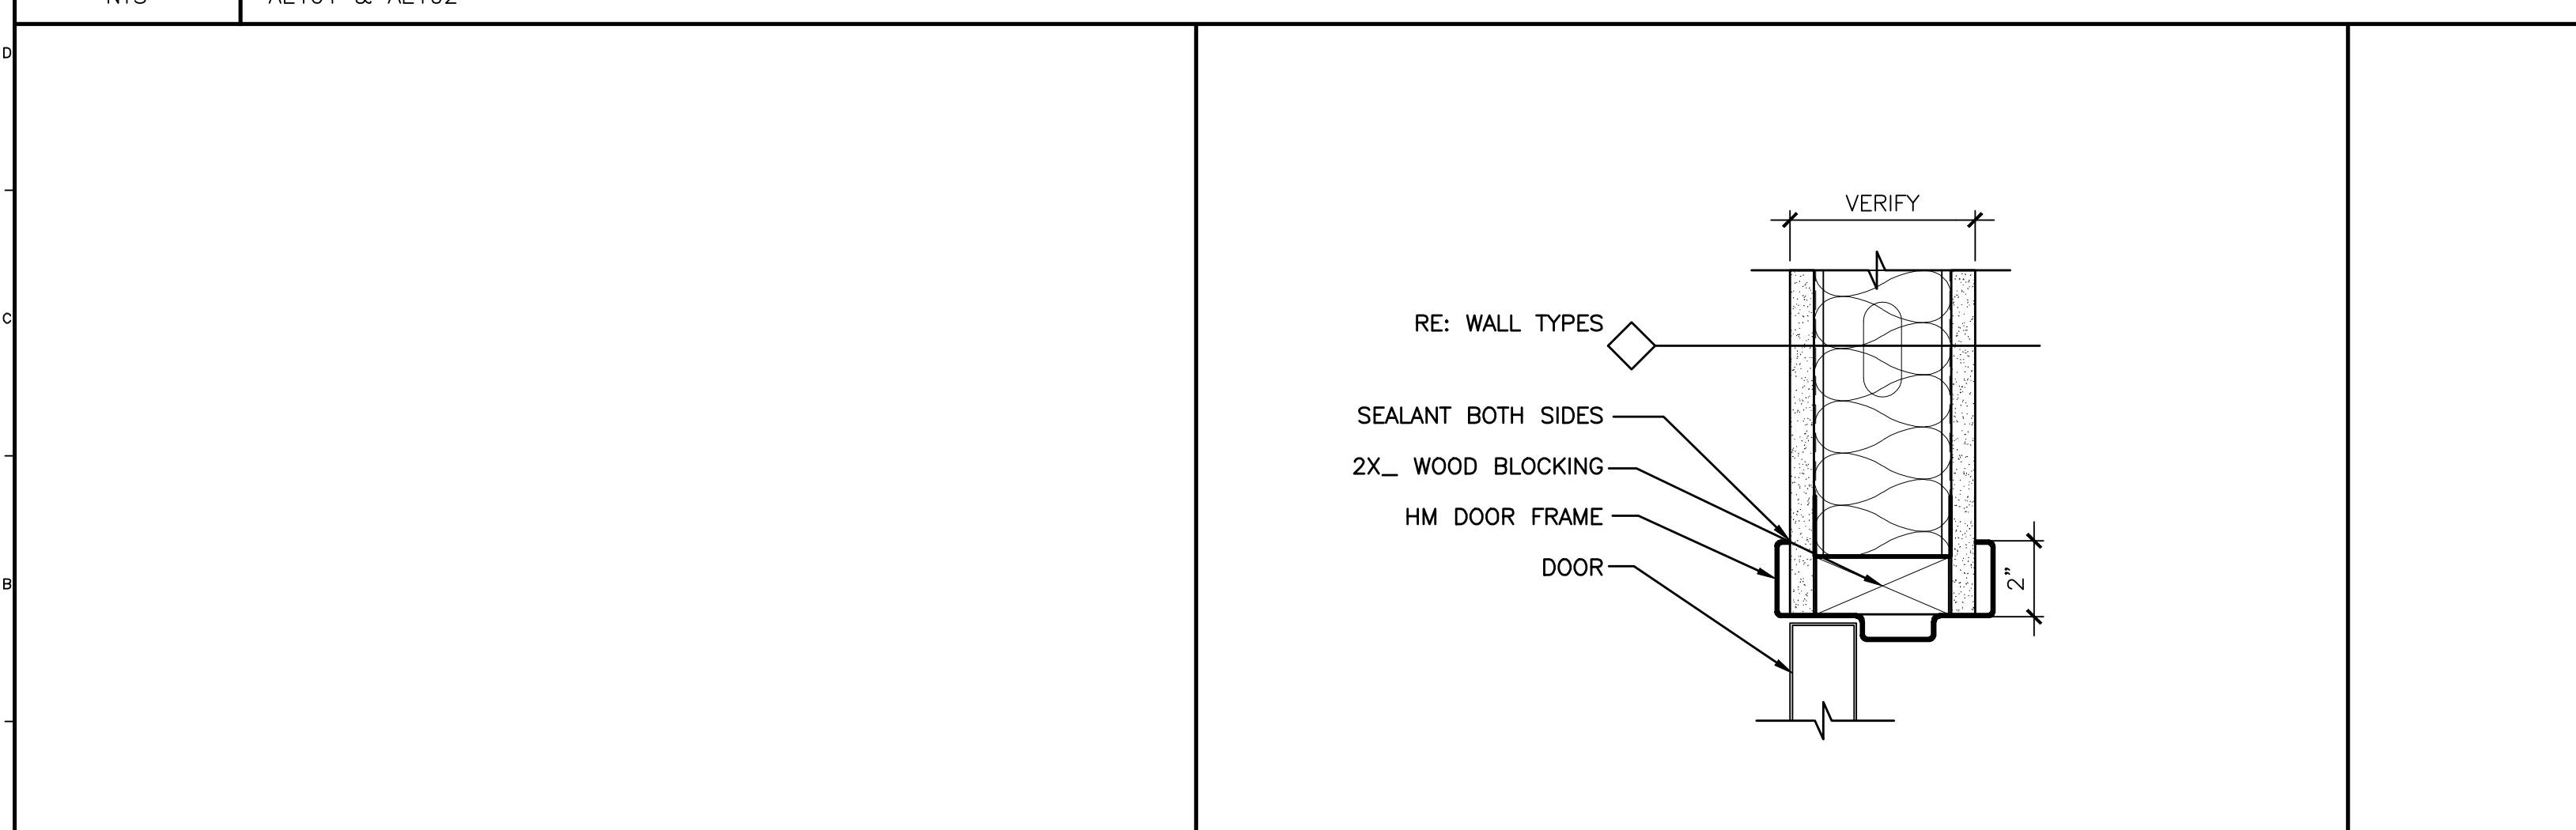 D
VERIFY
C
RE: WALL TYPES
SEALANT BOTH SIDES
2X_ WOOD BLOCKING
HM DOOR FRAME
DOOR
B
2"